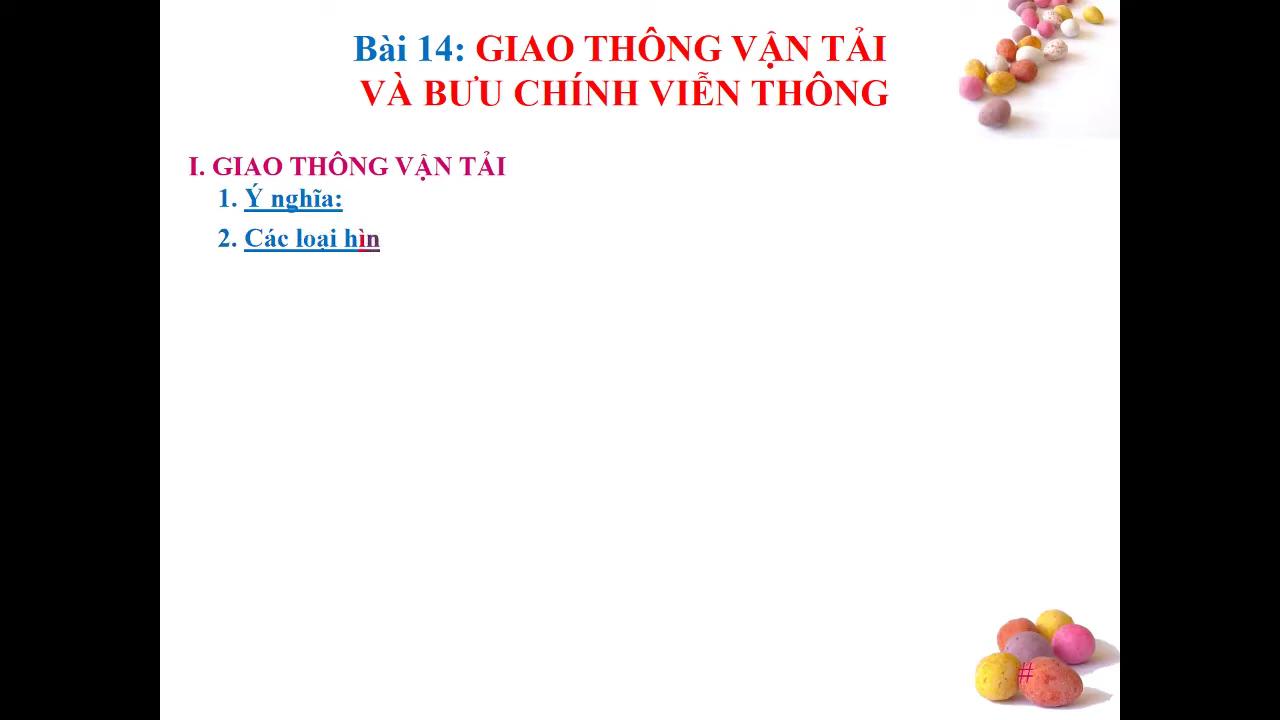 Bài 14: GIAO THÔNG VẬN TẢI
VÀ BƯU CHÍNH VIỄN THÔNG
I. GIAO THÔNG VẬN TẢI
1. Ý nghĩa:
2. Các loại hìn
#